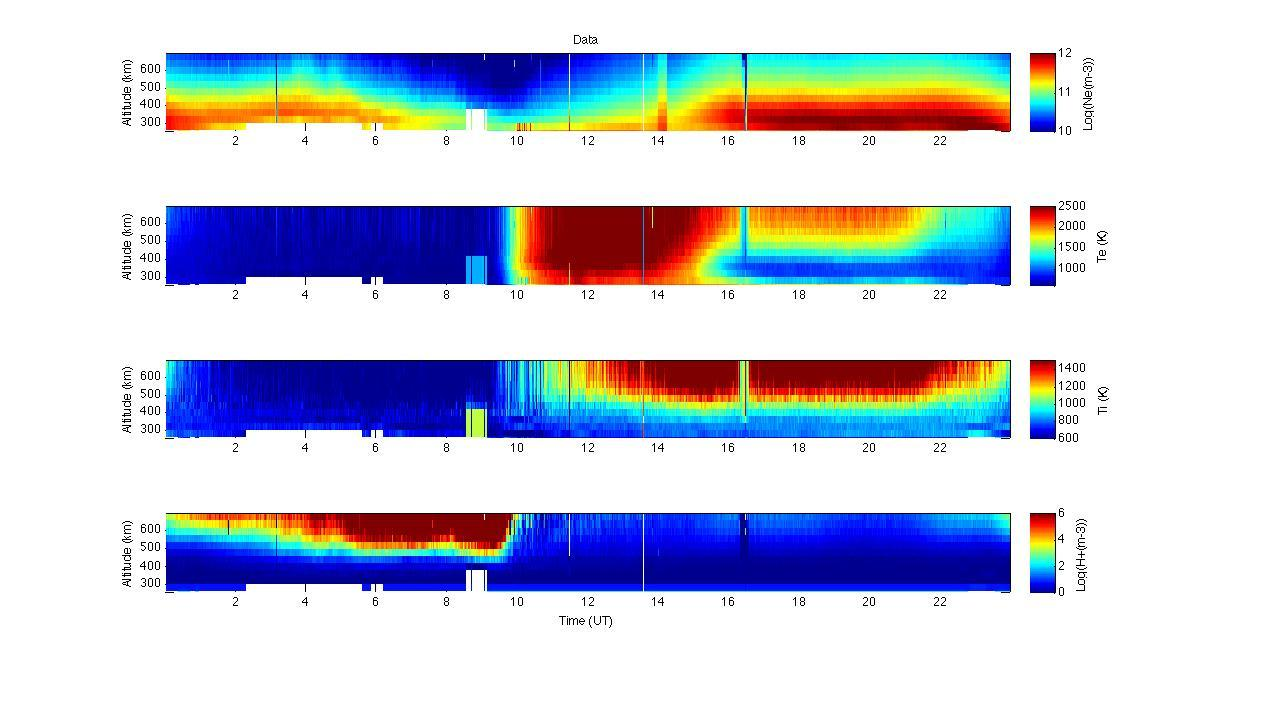 Data
Altitude (km)
600
500
400
300
2 4 6 8 10 12 14 16 18 20 22
12
11
10
Log(Ne(m-3))
Altitude (km)
600
500
400
300
2 4 6 8 10 12 14 16 18 20 22
2500
2000
1500
1000
Te (K)
Altitude (km)
600
500
400
300
2 4 6 8 10 12 14 16 18 20 22
1400
1200
1000
800
600
Ti (K)
Altitude (km)
600
500
400
300
2 4 6 8 10 12 14 16 18 20 22
6
4
2
0
Log(H+(m-3))
Time (UT)